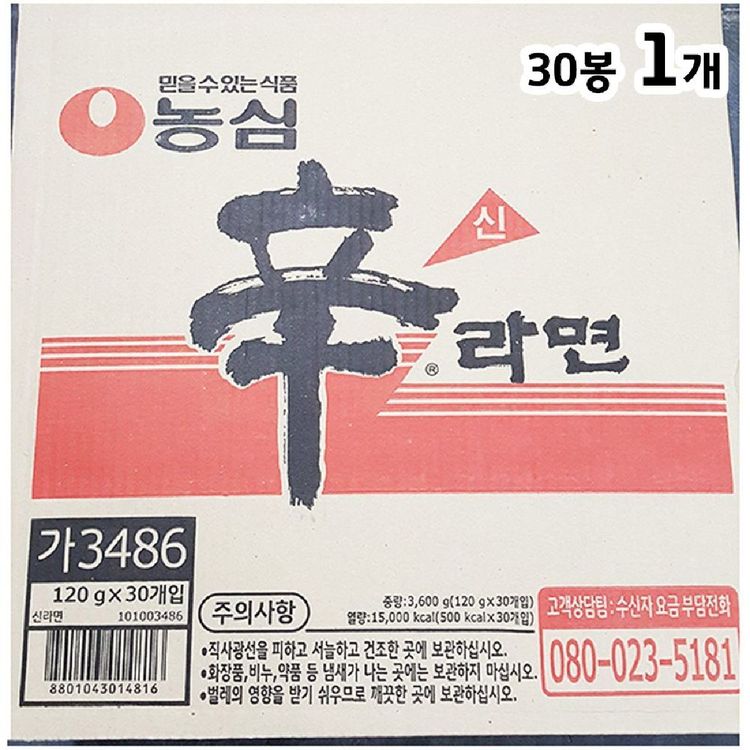 30봉 1개
믿을수있는식품
농심
辛
신
라면
®
가3486
120 g×30개입
신라면 101003486
8801043014816
주의사항
중량:3,600 g(120 g×30개입)
열량:15,000 kcal(500 kcal×30개입)
•직사광선을 피하고 서늘하고 건조한 곳에 보관하십시오.
•화장품,비누,약품 등 냄새가 나는 곳에는 보관하지 마십시오.
•벌레의 영향을 받기 쉬우므로 깨끗한 곳에 보관하십시오.
고객상담팀 : 수신자 요금 부담전화
080-023-5181